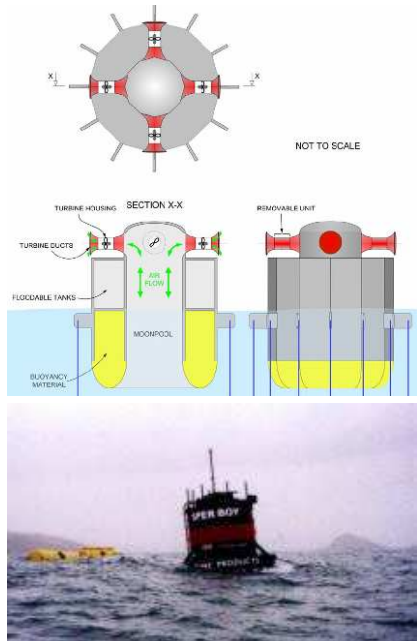 X
X
NOT TO SCALE
TURBINE HOUSING
SECTION X-X
REMOVABLE UNIT
TURBINE DUCTS
AIR
FLOW
FLOODABLE TANKS
MOONPOOL
BUOYANCY
MATERIAL
PER BOY
PRODUCTS